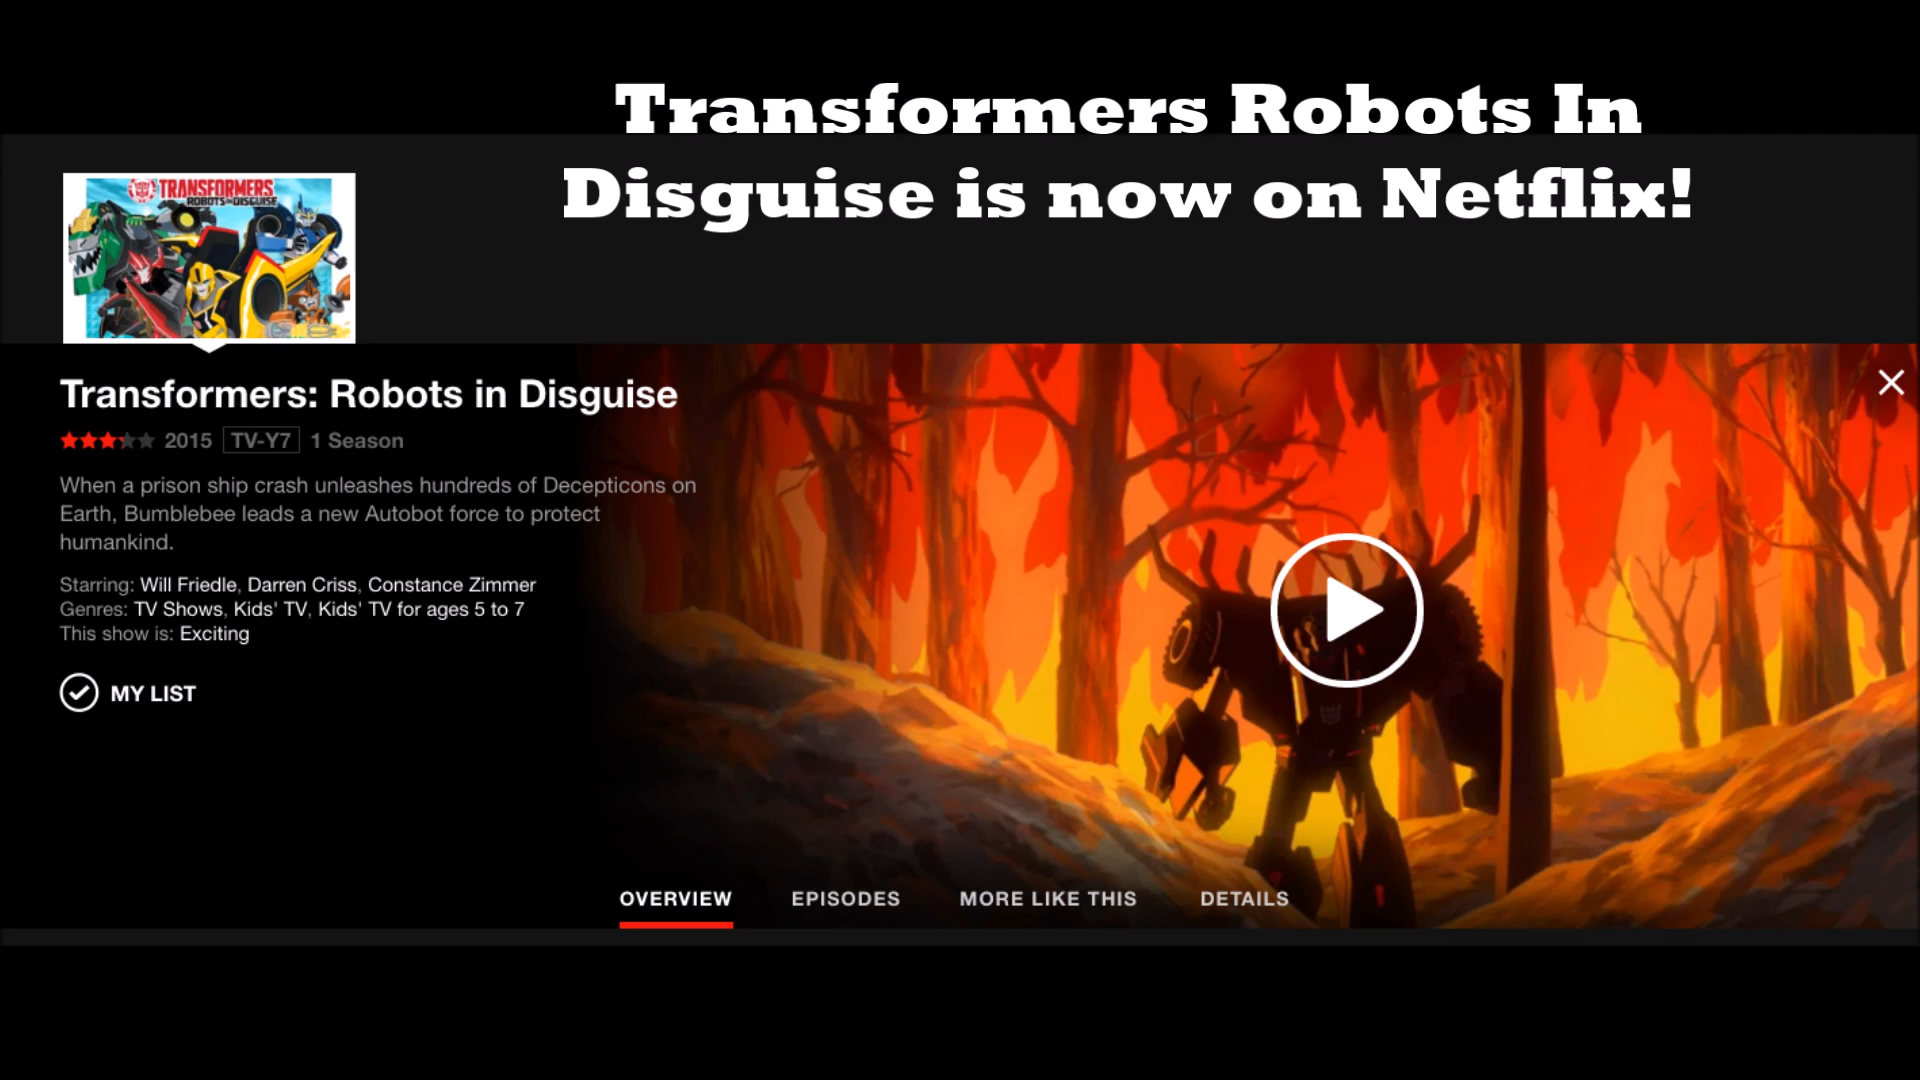 Transformers Robots In
Disguise is now on Netflix!
TRANSFORMERS
ROBOTS IN DISGUISE
Transformers: Robots in Disguise
2015 TV-Y7 1 Season
When a prison ship crash unleashes hundreds of Decepticons on
Earth, Bumblebee leads a new Autobot force to protect
humankind.
Starring: Will Friedle, Darren Criss, Constance Zimmer
Genres: TV Shows, Kids' TV, Kids' TV for ages 5 to 7
This show is: Exciting
MY LIST
OVERVIEW EPISODES MORE LIKE THIS DETAILS